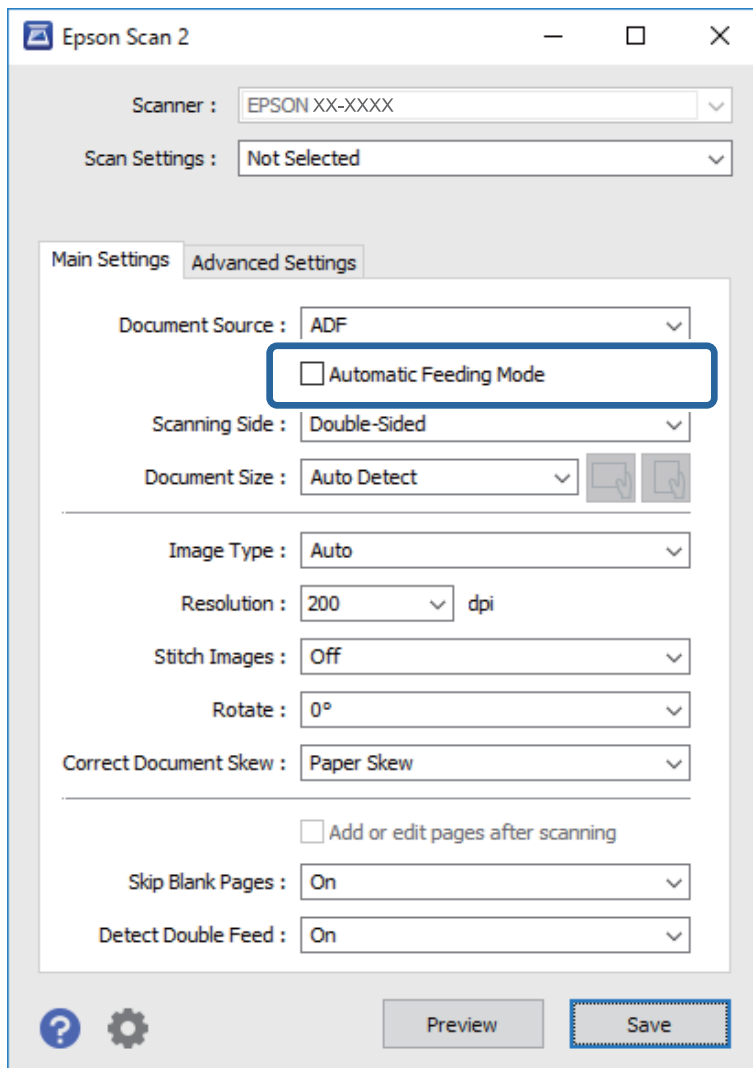 Epson Scan 2
Scanner : EPSON XX-XXXX
Scan Settings : Not Selected
Main Settings Advanced Settings
Document Source : ADF
Automatic Feeding Mode
Scanning Side : Double-Sided
Document Size : Auto Detect
Image Type : Auto
Resolution : 200 dpi
Stitch Images : Off
Rotate : 0°
Correct Document Skew : Paper Skew
Add or edit pages after scanning
Skip Blank Pages : On
Detect Double Feed : On
? Preview Save